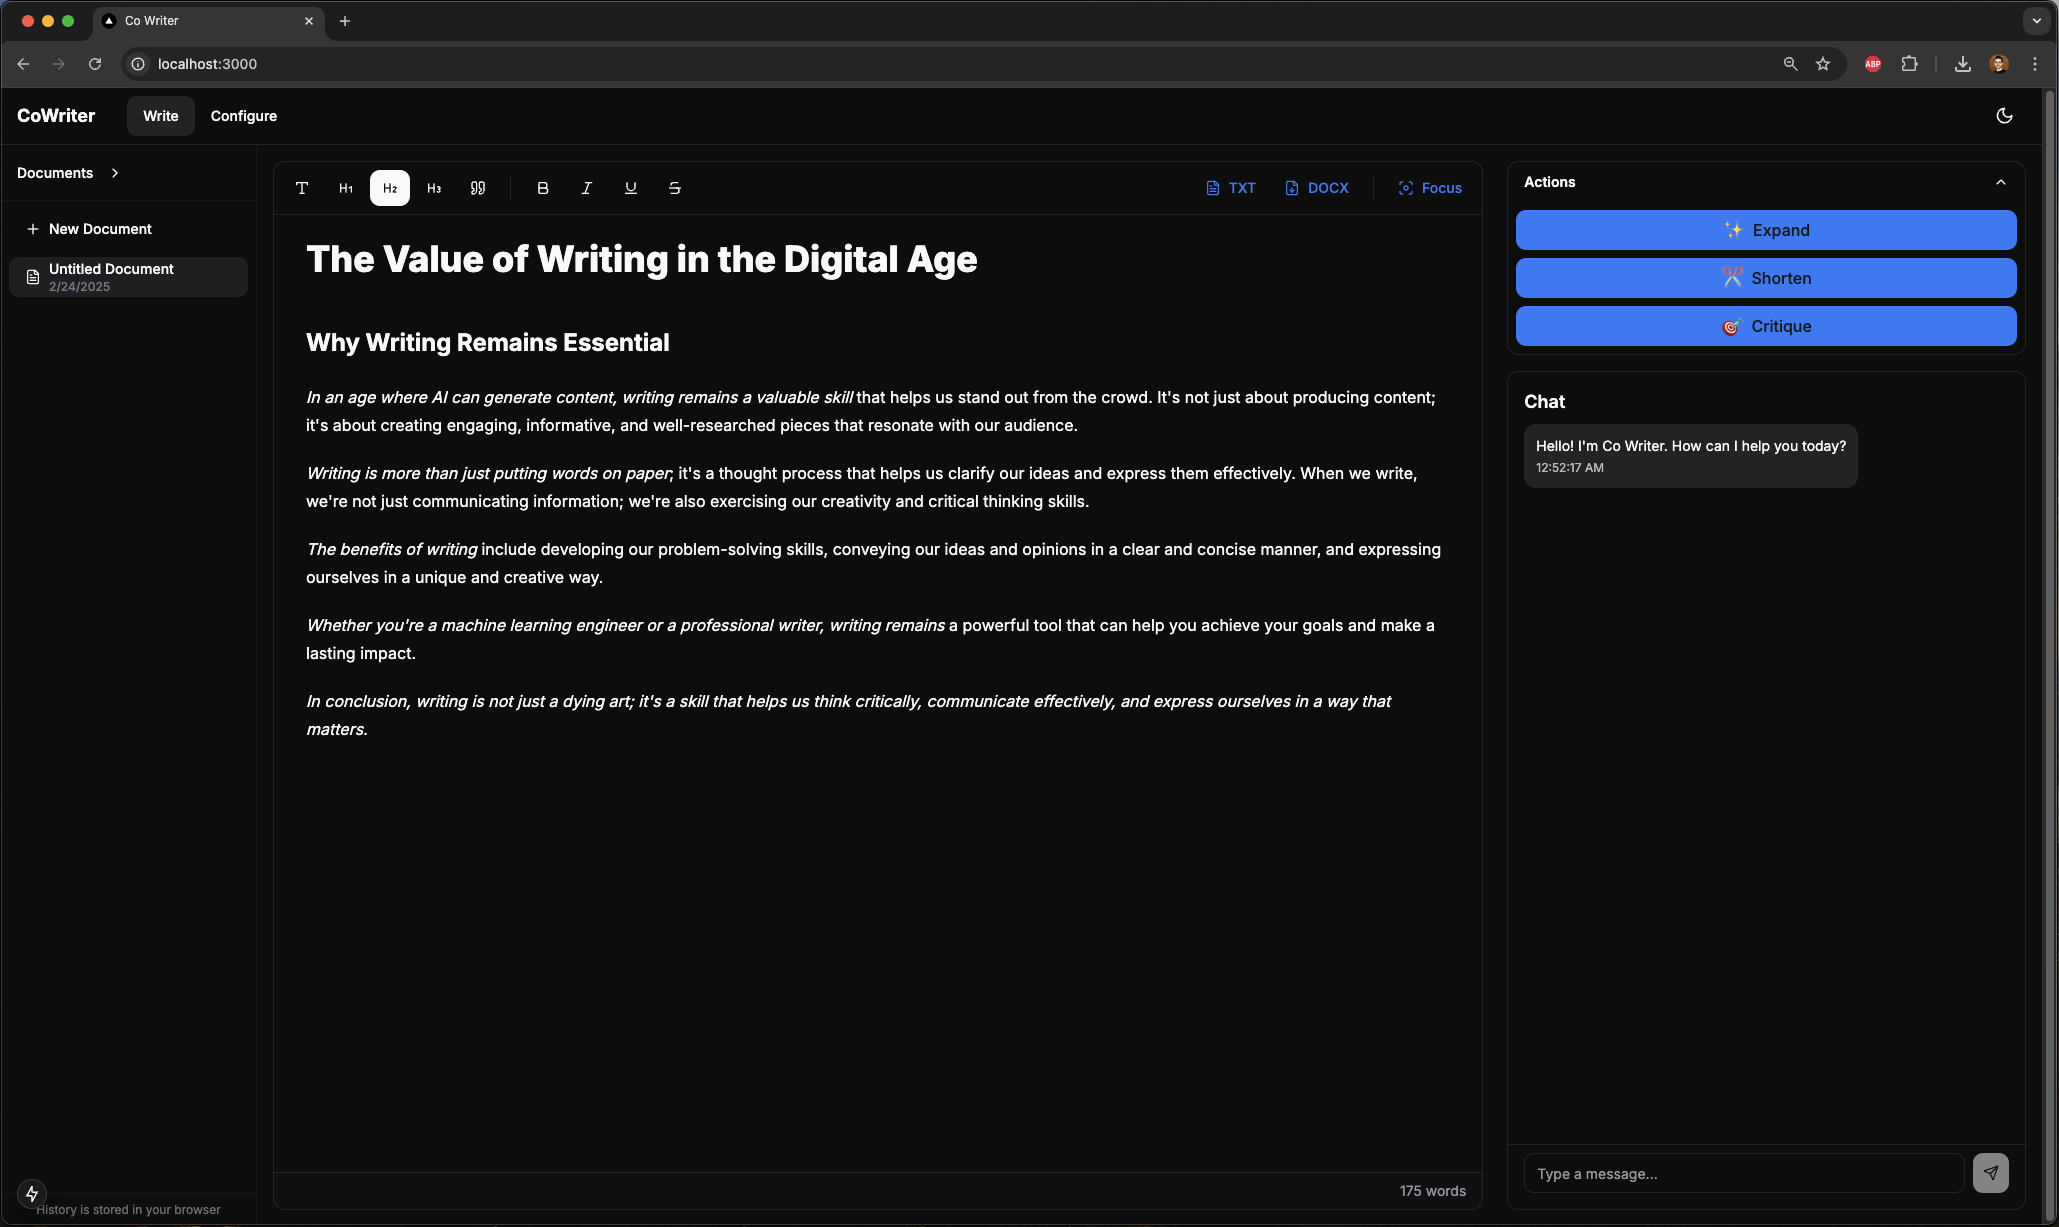 Co Writer
localhost:3000
ABP
CoWriter
Write
Configure
Documents
New Document
Untitled Document
2/24/2025
History is stored in your browser
T
H1
H2
H3
B
I
U
S
TXT
DOCX
Focus
The Value of Writing in the Digital Age
Why Writing Remains Essential
In an age where AI can generate content, writing remains a valuable skill that helps us stand out from the crowd. It's not just about producing content;
it's about creating engaging, informative, and well-researched pieces that resonate with our audience.
Writing is more than just putting words on paper; it's a thought process that helps us clarify our ideas and express them effectively. When we write,
we're not just communicating information; we're also exercising our creativity and critical thinking skills.
The benefits of writing include developing our problem-solving skills, conveying our ideas and opinions in a clear and concise manner, and expressing
ourselves in a unique and creative way.
Whether you're a machine learning engineer or a professional writer, writing remains a powerful tool that can help you achieve your goals and make a
lasting impact.
In conclusion, writing is not just a dying art; it's a skill that helps us think critically, communicate effectively, and express ourselves in a way that
matters.
175 words
Actions
Expand
Shorten
Critique
Chat
Hello! I'm Co Writer. How can I help you today?
12:52:17 AM
Type a message...